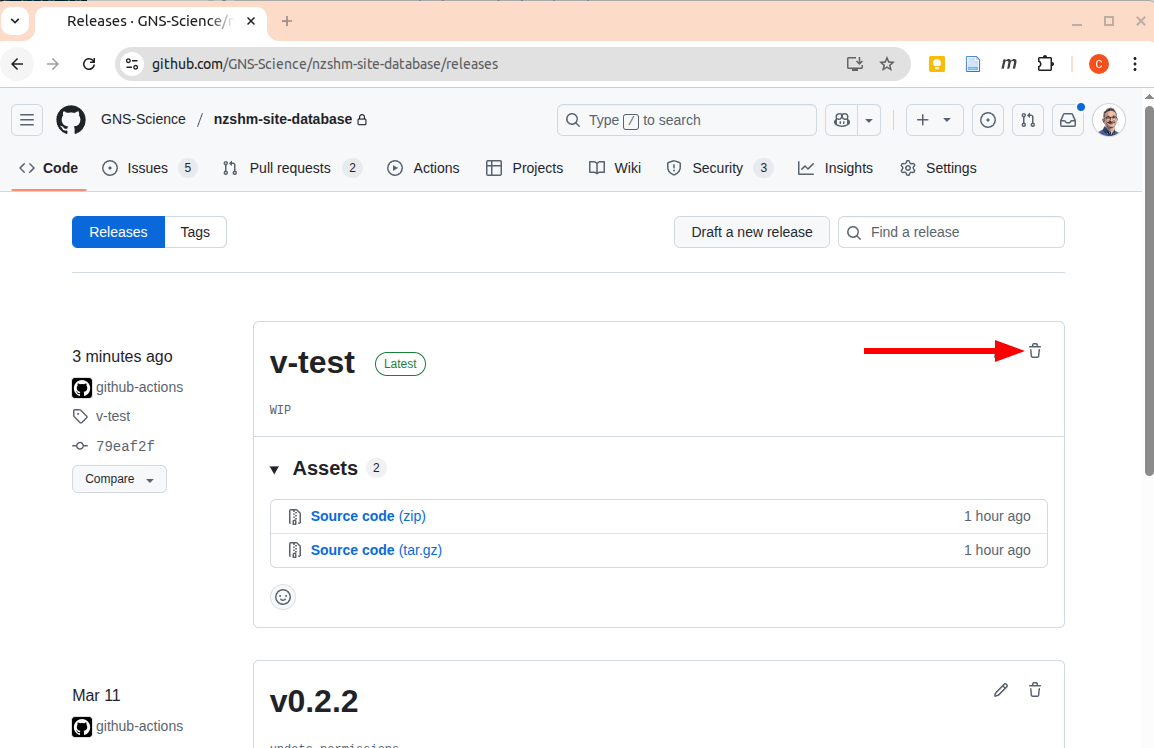 Releases · GNS-Science/n
github.com/GNS-Science/nzshm-site-database/releases
m
C
GNS-Science / nzshm-site-database
Type / to search
Code
Issues 5
Pull requests 2
Actions
Projects
Wiki
Security 3
Insights
Settings
Releases
Tags
Draft a new release
Find a release
3 minutes ago
github-actions
v-test
79eaf2f
Compare
v-test
Latest
WIP
Assets 2
Source code (zip) 1 hour ago
Source code (tar.gz) 1 hour ago
Mar 11
github-actions
v0.2.2
update permissions